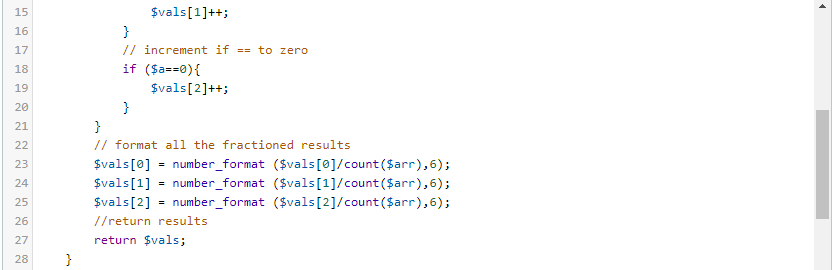 15 $vals[1]++;
16 }
17 // increment if == to zero
18 if ($a==0){
19 $vals[2]++;
20 }
21 }
22 // format all the fractioned results
23 $vals[0] = number_format ($vals[0]/count($arr),6);
24 $vals[1] = number_format ($vals[1]/count($arr),6);
25 $vals[2] = number_format ($vals[2]/count($arr),6);
26 //return results
27 return $vals;
28 }